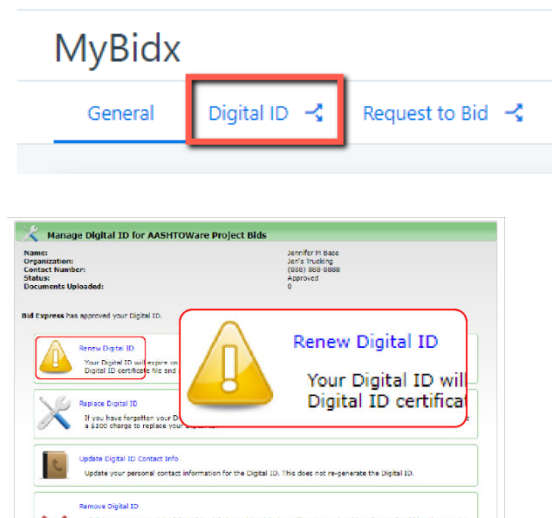 MyBidx
General Digital ID Request to Bid
Manage Digital ID for AASHTOWare Project Bids
Name: Jennifer M Base
Organization: Jen's Trucking
Contact Number: (888) 888-8888
Status: Approved
Documents Uploaded: 0
Bid Express has approved your Digital ID.
Renew Digital ID
Your Digital ID will expire on
Digital ID certificate file and
Renew Digital ID
Your Digital ID will
Digital ID certificat
Replace Digital ID
If you have forgotten your D
a $100 charge to replace your
Update Digital ID Contact Info
Update your personal contact information for the Digital ID. This does not re-generate the Digital ID.
Remove Digital ID